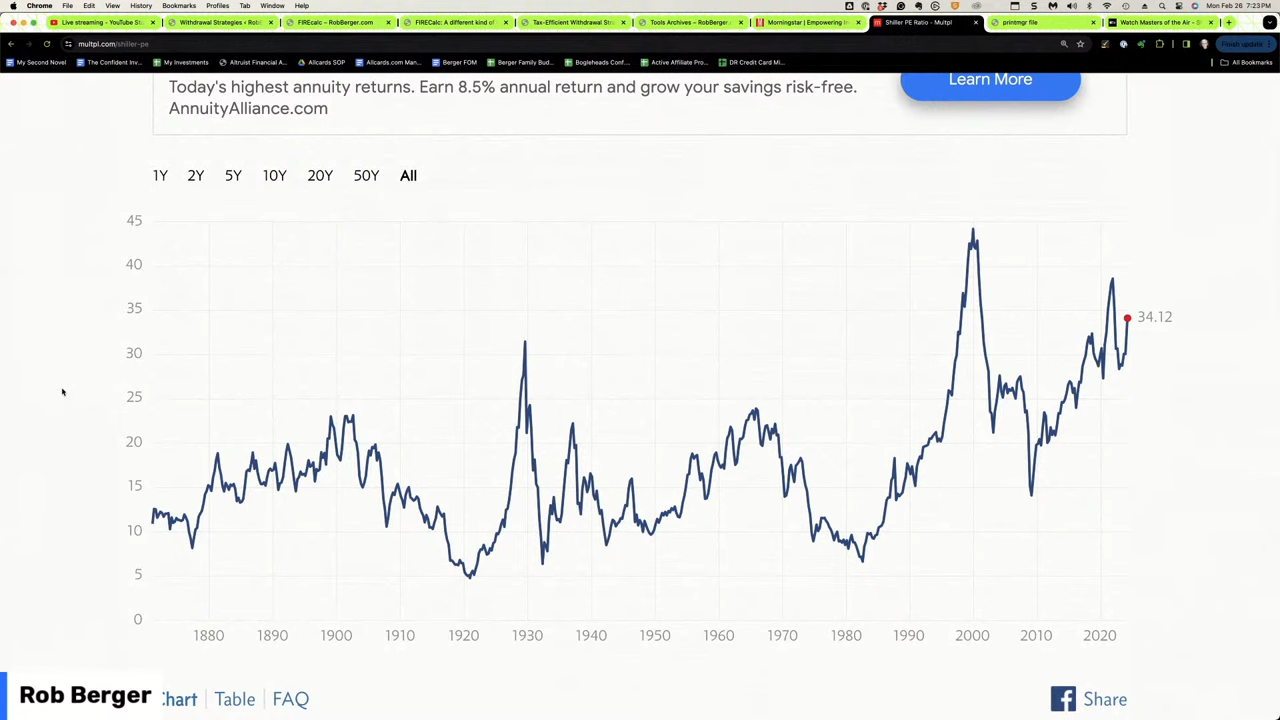 Chrome File Edit View History Bookmarks Profiles Tab Window Help Mon Feb 26 7:23 PM
Live streaming - YouTube St Withdrawal Strategies ‹ Rob FIREcalc – RobBerger.com FIRECalc: A different kind of Tax-Efficient Withdrawal Stra Tools Archives – RobBerger. Morningstar | Empowering In Shiller PE Ratio - Multpl printmgr file Watch Masters of the Air - S
multpl.com/shiller-pe Finish update
My Second Novel The Confident Inv... My Investments Altruist Financial A... Allcards SOP Allcards.com Man... Berger FOM Berger Family Bud... Bogleheads Conf... Active Affiliate Pro... DR Credit Card Mi... All Bookmarks
Today's highest annuity returns. Earn 8.5% annual return and grow your savings risk-free.
AnnuityAlliance.com
Learn More
1Y 2Y 5Y 10Y 20Y 50Y All
45
40
35
34.12
30
25
20
15
10
5
0
1880 1890 1900 1910 1920 1930 1940 1950 1960 1970 1980 1990 2000 2010 2020
Rob Berger
Chart Table FAQ
Share